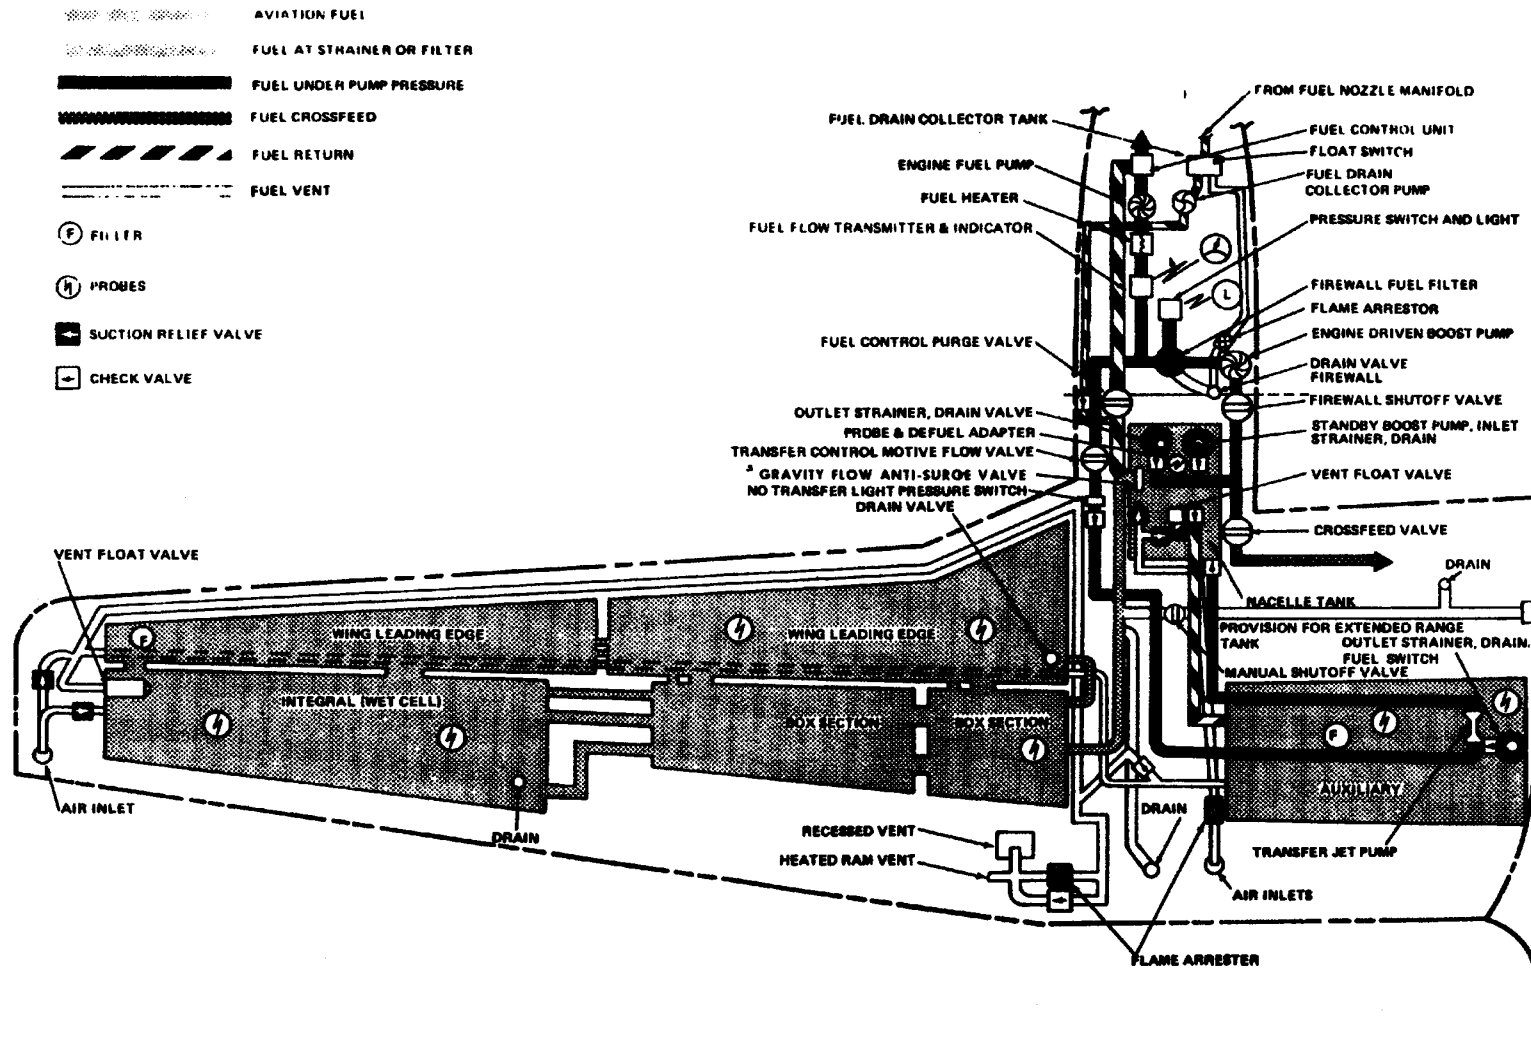 AVIATION FUEL
FUEL AT STRAINER OR FILTER
FUEL UNDER PUMP PRESSURE
FUEL CROSSFEED
FUEL RETURN
FUEL VENT
F FILLER
PROBES
SUCTION RELIEF VALVE
CHECK VALVE
FROM FUEL NOZZLE MANIFOLD
FUEL DRAIN COLLECTOR TANK
FUEL CONTROL UNIT
FLOAT SWITCH
ENGINE FUEL PUMP
FUEL DRAIN
COLLECTOR PUMP
FUEL HEATER
PRESSURE SWITCH AND LIGHT
FUEL FLOW TRANSMITTER & INDICATOR
FIREWALL FUEL FILTER
L
FLAME ARRESTOR
ENGINE DRIVEN BOOST PUMP
FUEL CONTROL PURGE VALVE
DRAIN VALVE
FIREWALL
FIREWALL SHUTOFF VALVE
OUTLET STRAINER, DRAIN VALVE
STANDBY BOOST PUMP, INLET
STRAINER, DRAIN
PROBE & DEFUEL ADAPTER
TRANSFER CONTROL MOTIVE FLOW VALVE
GRAVITY FLOW ANTI-SURGE VALVE
VENT FLOAT VALVE
NO TRANSFER LIGHT PRESSURE SWITCH
DRAIN VALVE
CROSSFEED VALVE
VENT FLOAT VALVE
DRAIN
NACELLE TANK
F
WING LEADING EDGE
WING LEADING EDGE
PROVISION FOR EXTENDED RANGE
TANK
OUTLET STRAINER, DRAIN,
FUEL SWITCH
MANUAL SHUTOFF VALVE
INTEGRAL (WET CELL)
BOX SECTION
BOX SECTION
F
AUXILIARY
AIR INLET
DRAIN
DRAIN
RECESSED VENT
HEATED RAM VENT
TRANSFER JET PUMP
AIR INLETS
FLAME ARRESTER